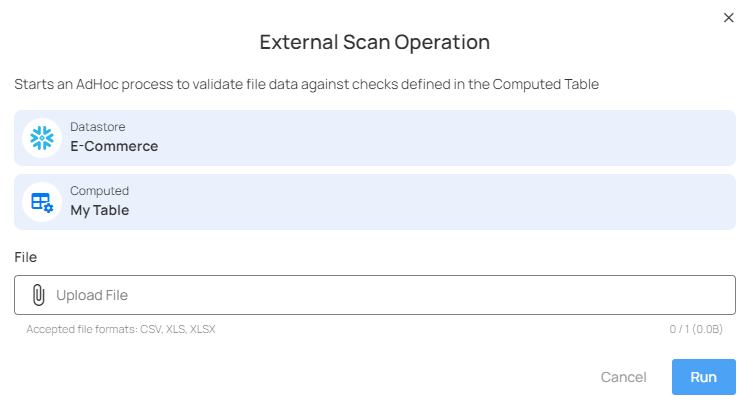 External Scan Operation
Starts an AdHoc process to validate file data against checks defined in the Computed Table
Datastore
E-Commerce
Computed
My Table
File
Upload File
Accepted file formats: CSV, XLS, XLSX
0 / 1 (0.0B)
Cancel
Run